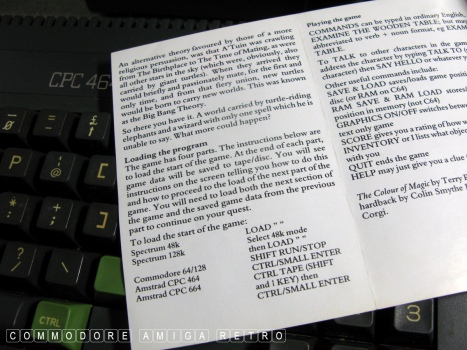 An alternative theory favoured by those of a more
religious persuasion, was that A'Tuin was crawling
from The Birthplace to The Time of Mating, as were
all the stars in the sky (which were, obviously, also
carried by giant turtles). When they arrived they
would briefly and passionately mate, for the first and
only time, and from that fiery union, new turtles
would be born to carry new worlds. This was known
as the Big Bang Theory.
So there you have it. A world carried by turtle-riding
elephants and a wizard with only one spell which he is
unable to say. What more could happen?
Loading the program
The game has four parts. The instructions below are
to load the start of the game. At the end of each part,
game data will be saved to tape/disc. You will see
instructions on the screen telling you how to do this
and how to proceed to the load of the next part of the
game. You will need to load both the next section of
the game and the saved game data from the previous
part to continue on your quest.
To load the start of the game:
Spectrum 48k LOAD " "
Spectrum 128k Select 48k mode
then LOAD " "
Commodore 64/128 SHIFT RUN/STOP
Amstrad CPC 464 CTRL/SMALL ENTER
Amstrad CPC 664 CTRL TAPE (SHIFT
and | KEY) then
CTRL/SMALL ENTER
Playing the game
COMMANDS can be typed in ordinary English,
EXAMINE THE WOODEN TABLE, but may
abbreviated to verb + noun format, eg EXAM
TABLE.
To TALK to other characters in the game
address the character by typing TALK TO (
character) then SAY HELLO or whatever y
Other useful commands include:
SAVE & LOAD saves/loads game position
disc (or RAM on C64)
RAM SAVE & RAM LOAD stores
position in memory (not C64)
GRAPHICS ON/OFF switches between
text only game
SCORE gives you a rating of how w
INVENTORY or I lists what object
with you
QUIT ends the game
HELP may just give you a clue
The Colour of Magic by Terry P
hardback by Colin Smythe
Corgi.
CPC 464
P
@
[
CTRL
3
COMMODORE AMIGA RETRO